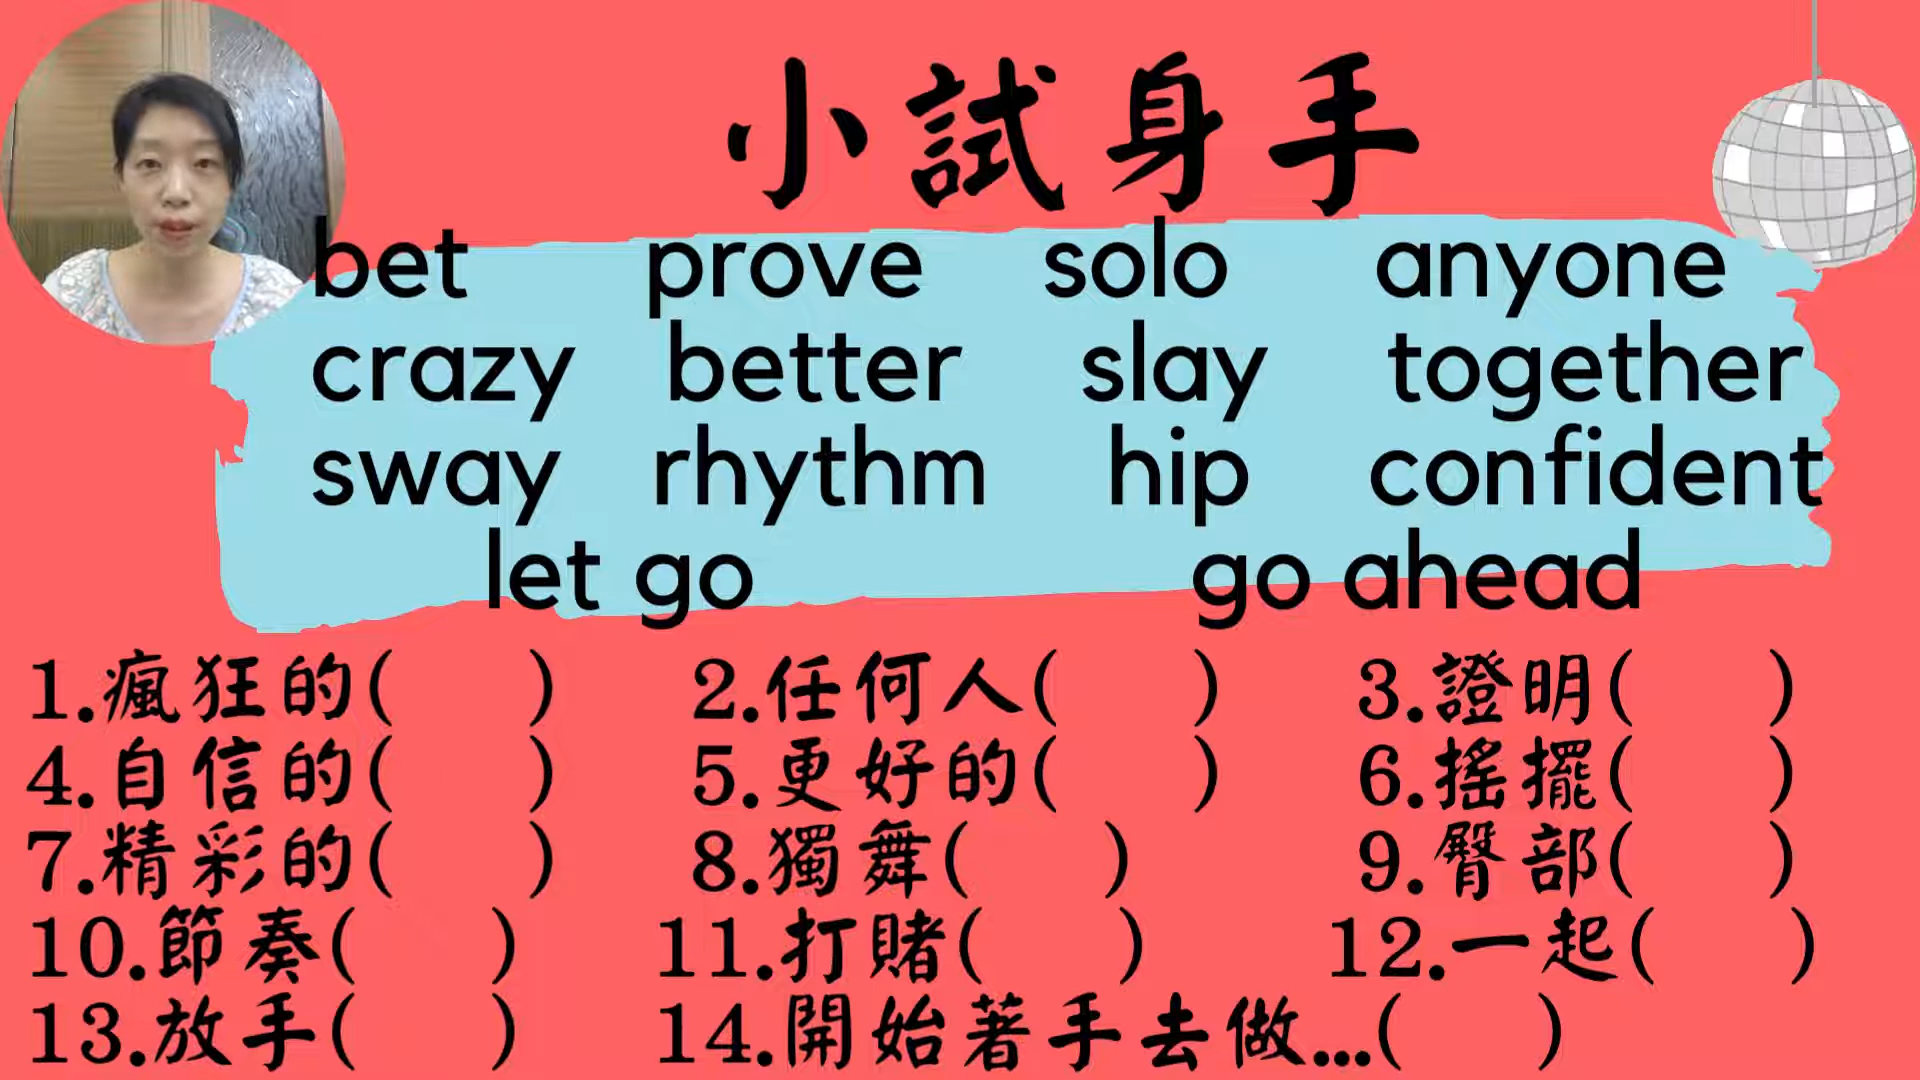 小試身手
bet prove solo anyone
crazy better slay together
sway rhythm hip confident
let go go ahead
1.瘋狂的( ) 2.任何人( ) 3.證明( )
4.自信的( ) 5.更好的( ) 6.搖擺( )
7.精彩的( ) 8.獨舞( ) 9.臀部( )
10.節奏( ) 11.打賭( ) 12.一起( )
13.放手( ) 14.開始著手去做...( )